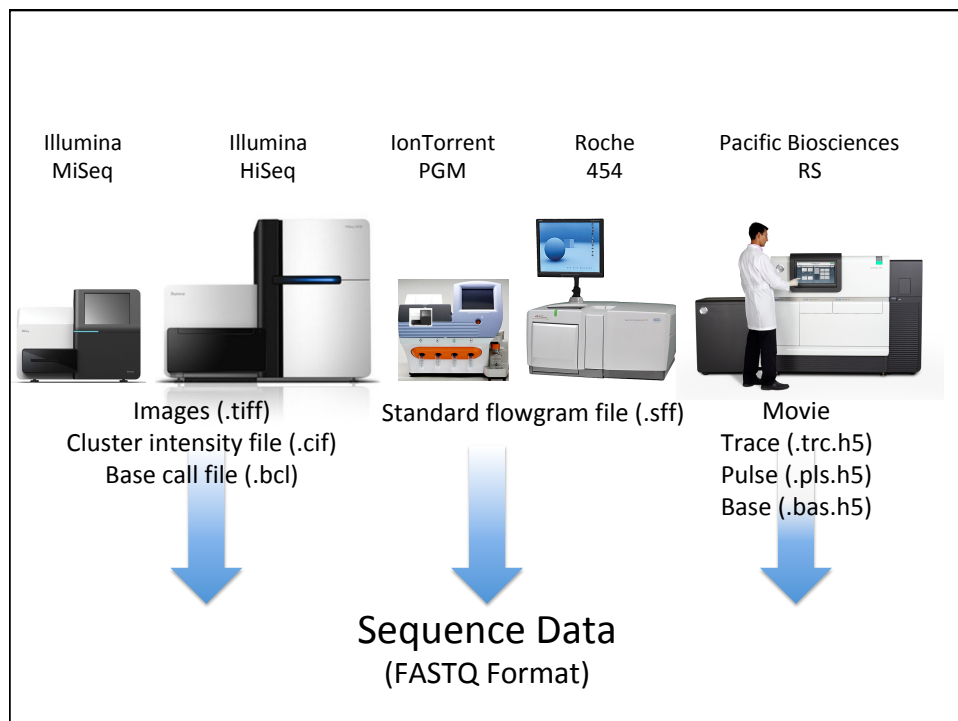 Illumina
MiSeq
Illumina
HiSeq
IonTorrent
PGM
Roche
454
Pacific Biosciences
RS
Images (.tiff)
Cluster intensity file (.cif)
Base call file (.bcl)
Standard flowgram file (.sff)
Movie
Trace (.trc.h5)
Pulse (.pls.h5)
Base (.bas.h5)
Sequence Data
(FASTQ Format)